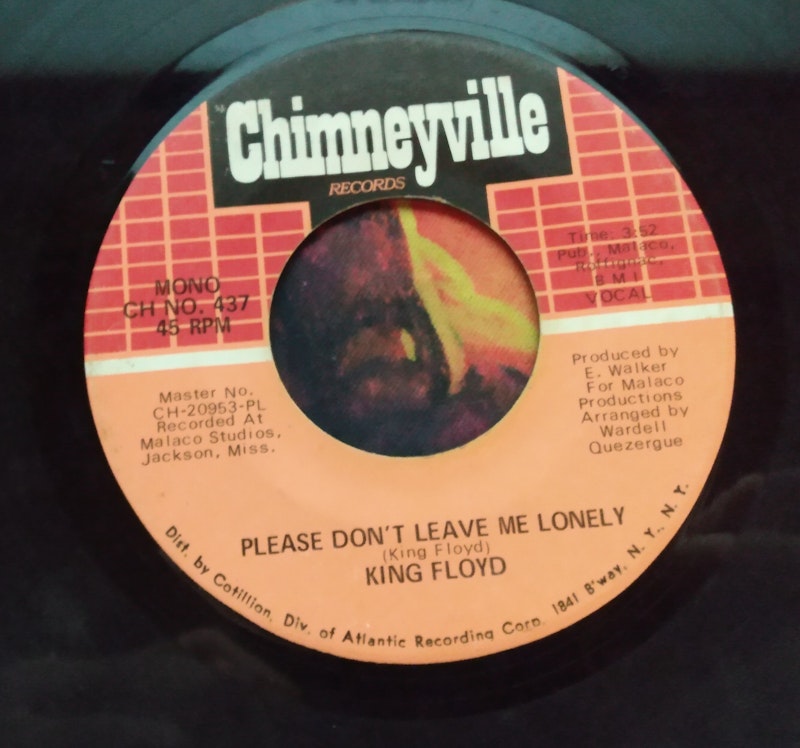 Chimneyville
RECORDS
MONO
CH NO. 437
45 RPM
Time: 3:52
Pub. Malaco,
Roffignac,
B M I
VOCAL
Master No.
CH-20953-PL
Recorded At
Malaco Studios,
Jackson, Miss.
Produced by
E. Walker
For Malaco
Productions
Arranged by
Wardell
Quezergue
PLEASE DON'T LEAVE ME LONELY
(King Floyd)
KING FLOYD
Dist. by Cotillion, Div. of Atlantic Recording Corp. 1841 B'way, N. Y., N. Y.